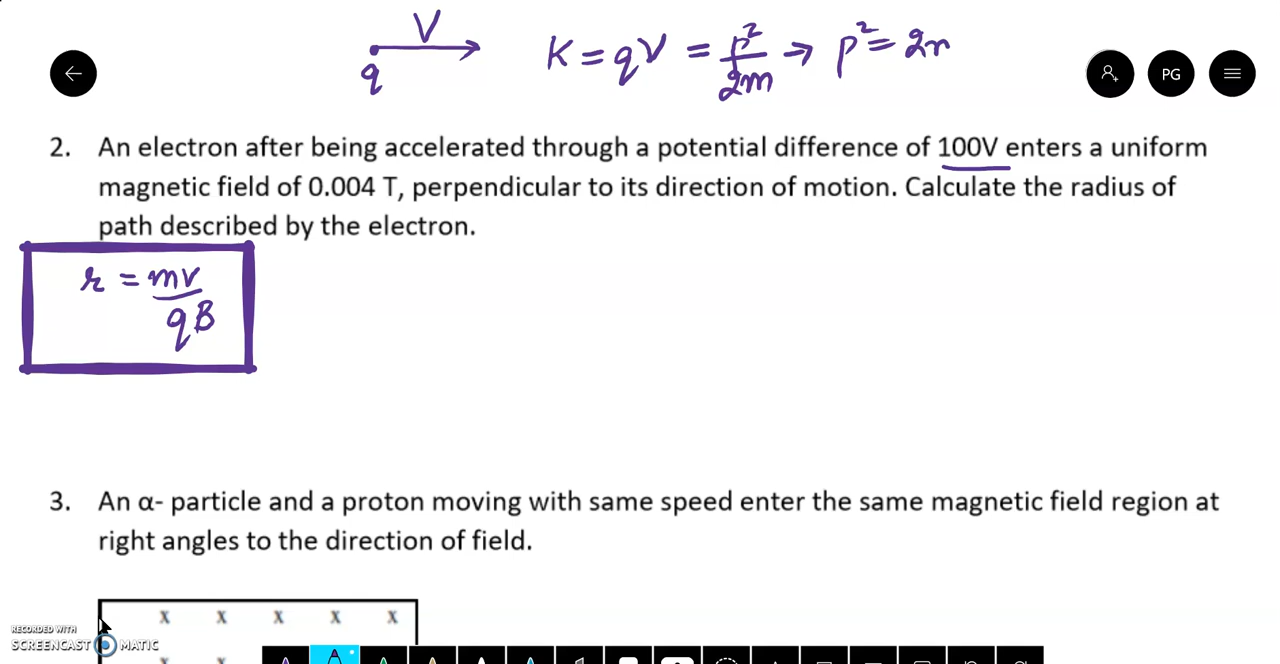 V
q
K = qV = p²/2m → p² = 2m
PG
2. An electron after being accelerated through a potential difference of 100V enters a uniform
magnetic field of 0.004 T, perpendicular to its direction of motion. Calculate the radius of
path described by the electron.
r = mv/qB
3. An α- particle and a proton moving with same speed enter the same magnetic field region at
right angles to the direction of field.
x x x x x
RECORDED WITH
SCREENCAST MATIC
x x